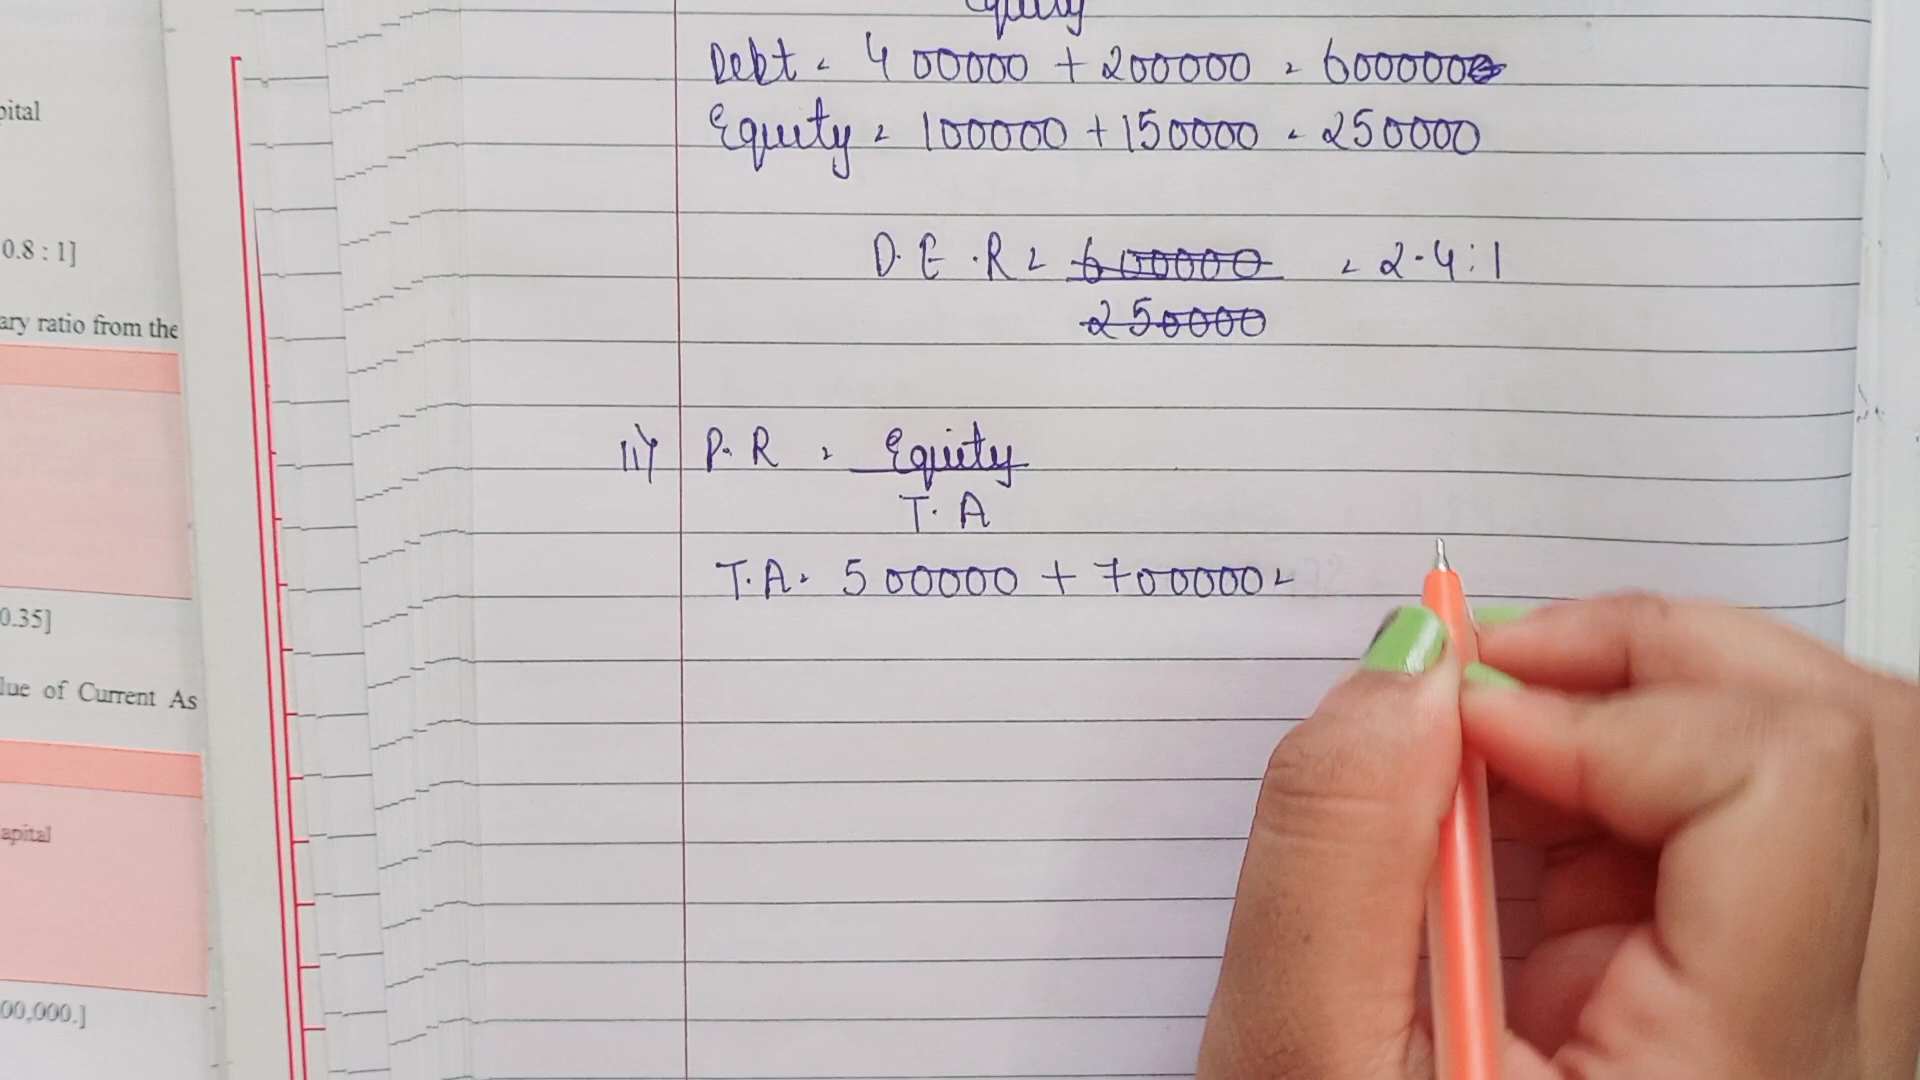 pital
0.8 : 1]
ary ratio from the
0.35]
lue of Current As
apital
00,000.]
Equity
Debt = 400000 + 200000 = 600000
Equity = 100000 + 150000 = 250000
D.E.R = 600000 = 2.4:1
250000
ii) P.R = Equity
T.A
T.A = 500000 + 700000 =